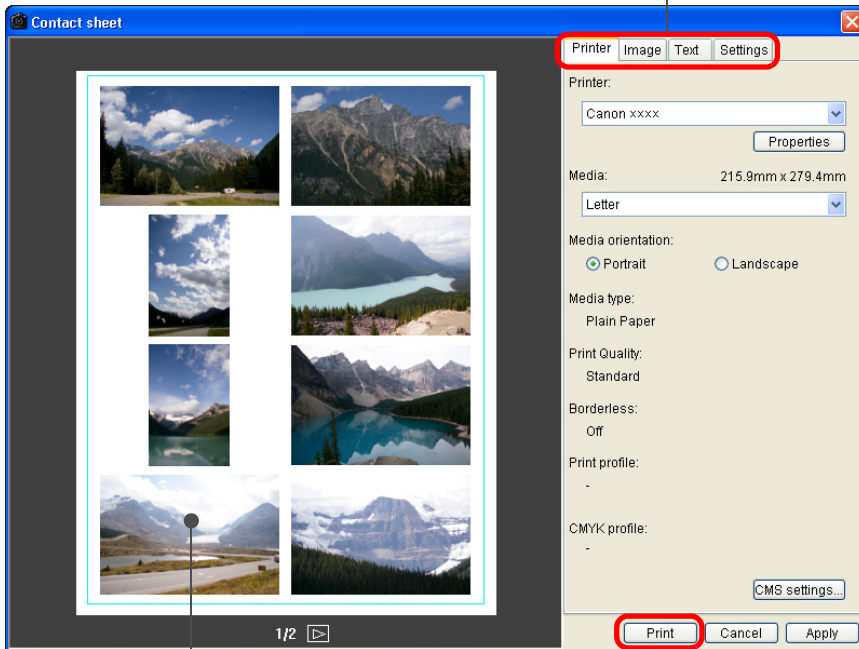 Contact sheet
Printer Image Text Settings
Printer:
Canon xxxx
Properties
Media: 215.9mm x 279.4mm
Letter
Media orientation:
Portrait Landscape
Media type:
Plain Paper
Print Quality:
Standard
Borderless:
Off
Print profile:
-
CMYK profile:
-
CMS settings...
1/2
Print Cancel Apply